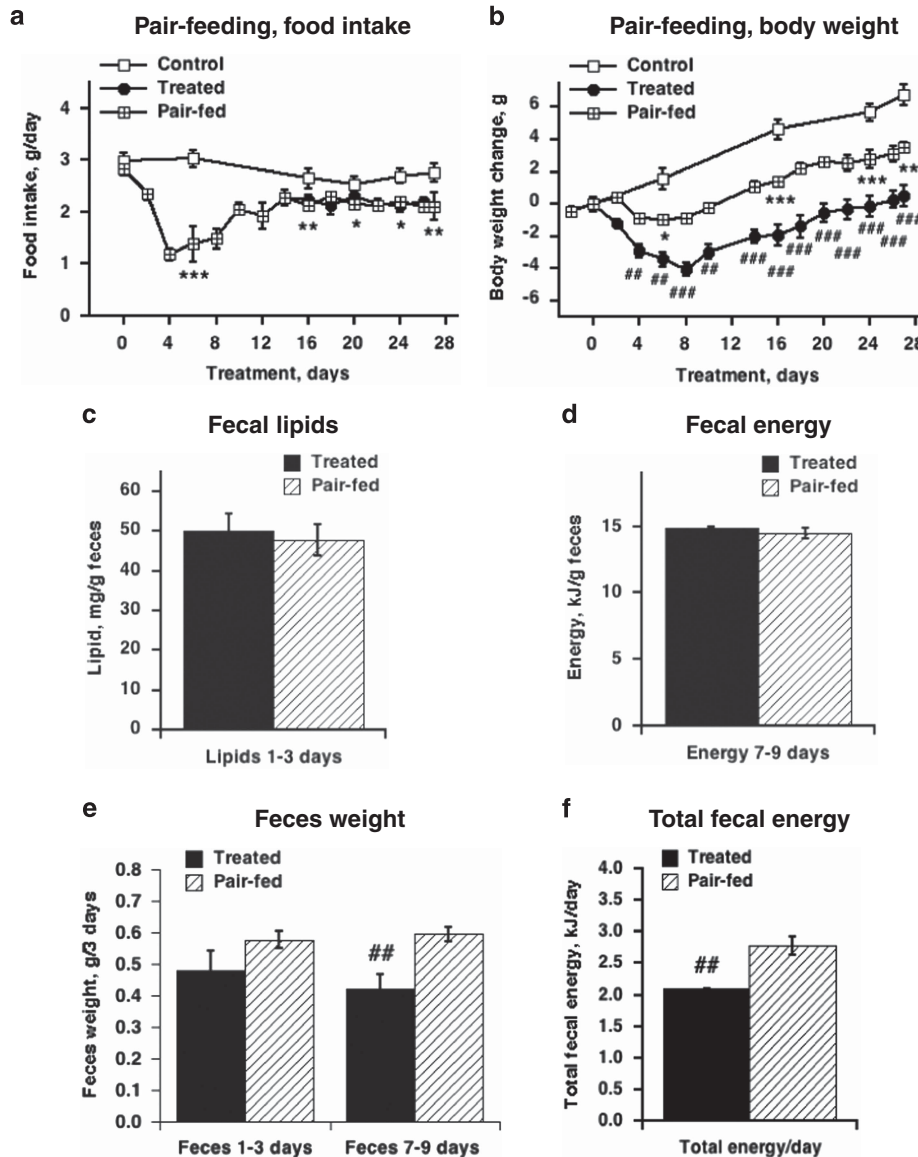 a Pair-feeding, food intake
Control
Treated
Pair-fed
Food intake, g/day
4
3
2
1
0
***
**
*
*
**
0 4 8 12 16 20 24 28
Treatment, days
b Pair-feeding, body weight
Control
Treated
Pair-fed
Body weight change, g
6
4
2
0
-2
-4
-6
*
***
***
**
##
##
###
##
###
###
###
###
###
###
###
###
0 4 8 12 16 20 24 28
Treatment, days
c Fecal lipids
Treated
Pair-fed
Lipid, mg/g feces
60
50
40
30
20
10
0
Lipids 1-3 days
d Fecal energy
Treated
Pair-fed
Energy, kJ/g feces
15
10
5
0
Energy 7-9 days
e Feces weight
Treated
Pair-fed
Feces weight, g/3 days
0.8
0.7
0.6
0.5
0.4
0.3
0.2
0.1
0.0
##
Feces 1-3 days Feces 7-9 days
f Total fecal energy
Treated
Pair-fed
Total fecal energy, kJ/day
4.0
3.5
3.0
2.5
2.0
1.5
1.0
0.5
0.0
##
Total energy/day